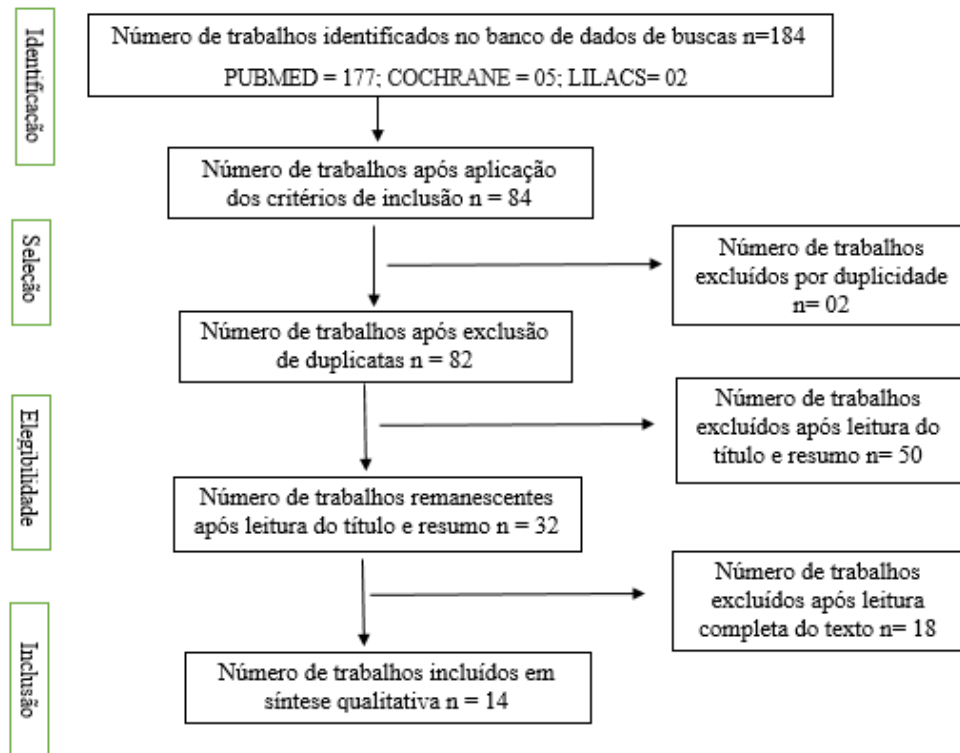 Identificação
Número de trabalhos identificados no banco de dados de buscas n=184
PUBMED = 177; COCHRANE = 05; LILACS= 02
Número de trabalhos após aplicação
dos critérios de inclusão n = 84
Seleção
Número de trabalhos
excluídos por duplicidade
n= 02
Número de trabalhos após exclusão
de duplicatas n = 82
Elegibilidade
Número de trabalhos
excluídos após leitura do
título e resumo n= 50
Número de trabalhos remanescentes
após leitura do título e resumo n = 32
Número de trabalhos
excluídos após leitura
completa do texto n= 18
Inclusão
Número de trabalhos incluídos em
síntese qualitativa n = 14